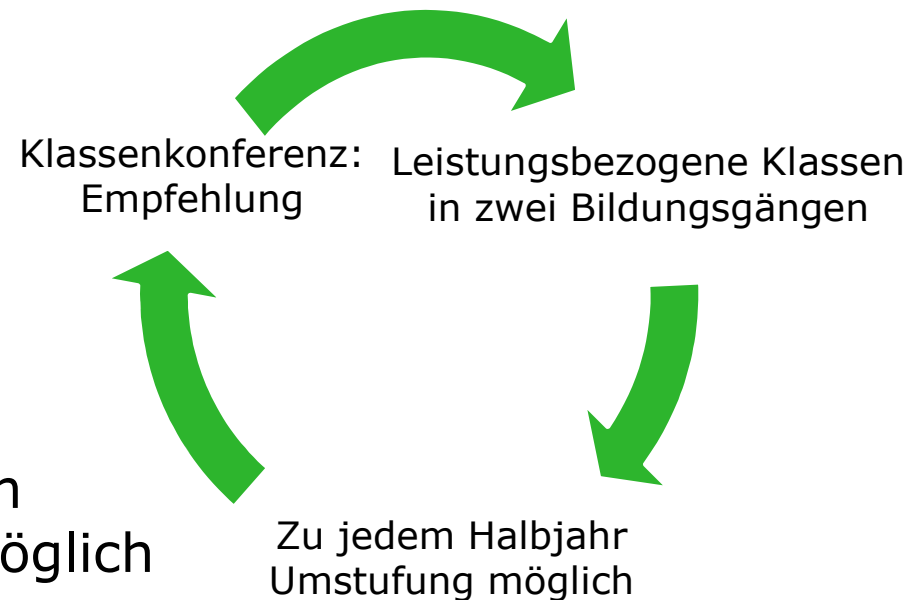 Klassenkonferenz:
Empfehlung
Leistungsbezogene Klassen
in zwei Bildungsgängen
Zu jedem Halbjahr
Umstufung möglich